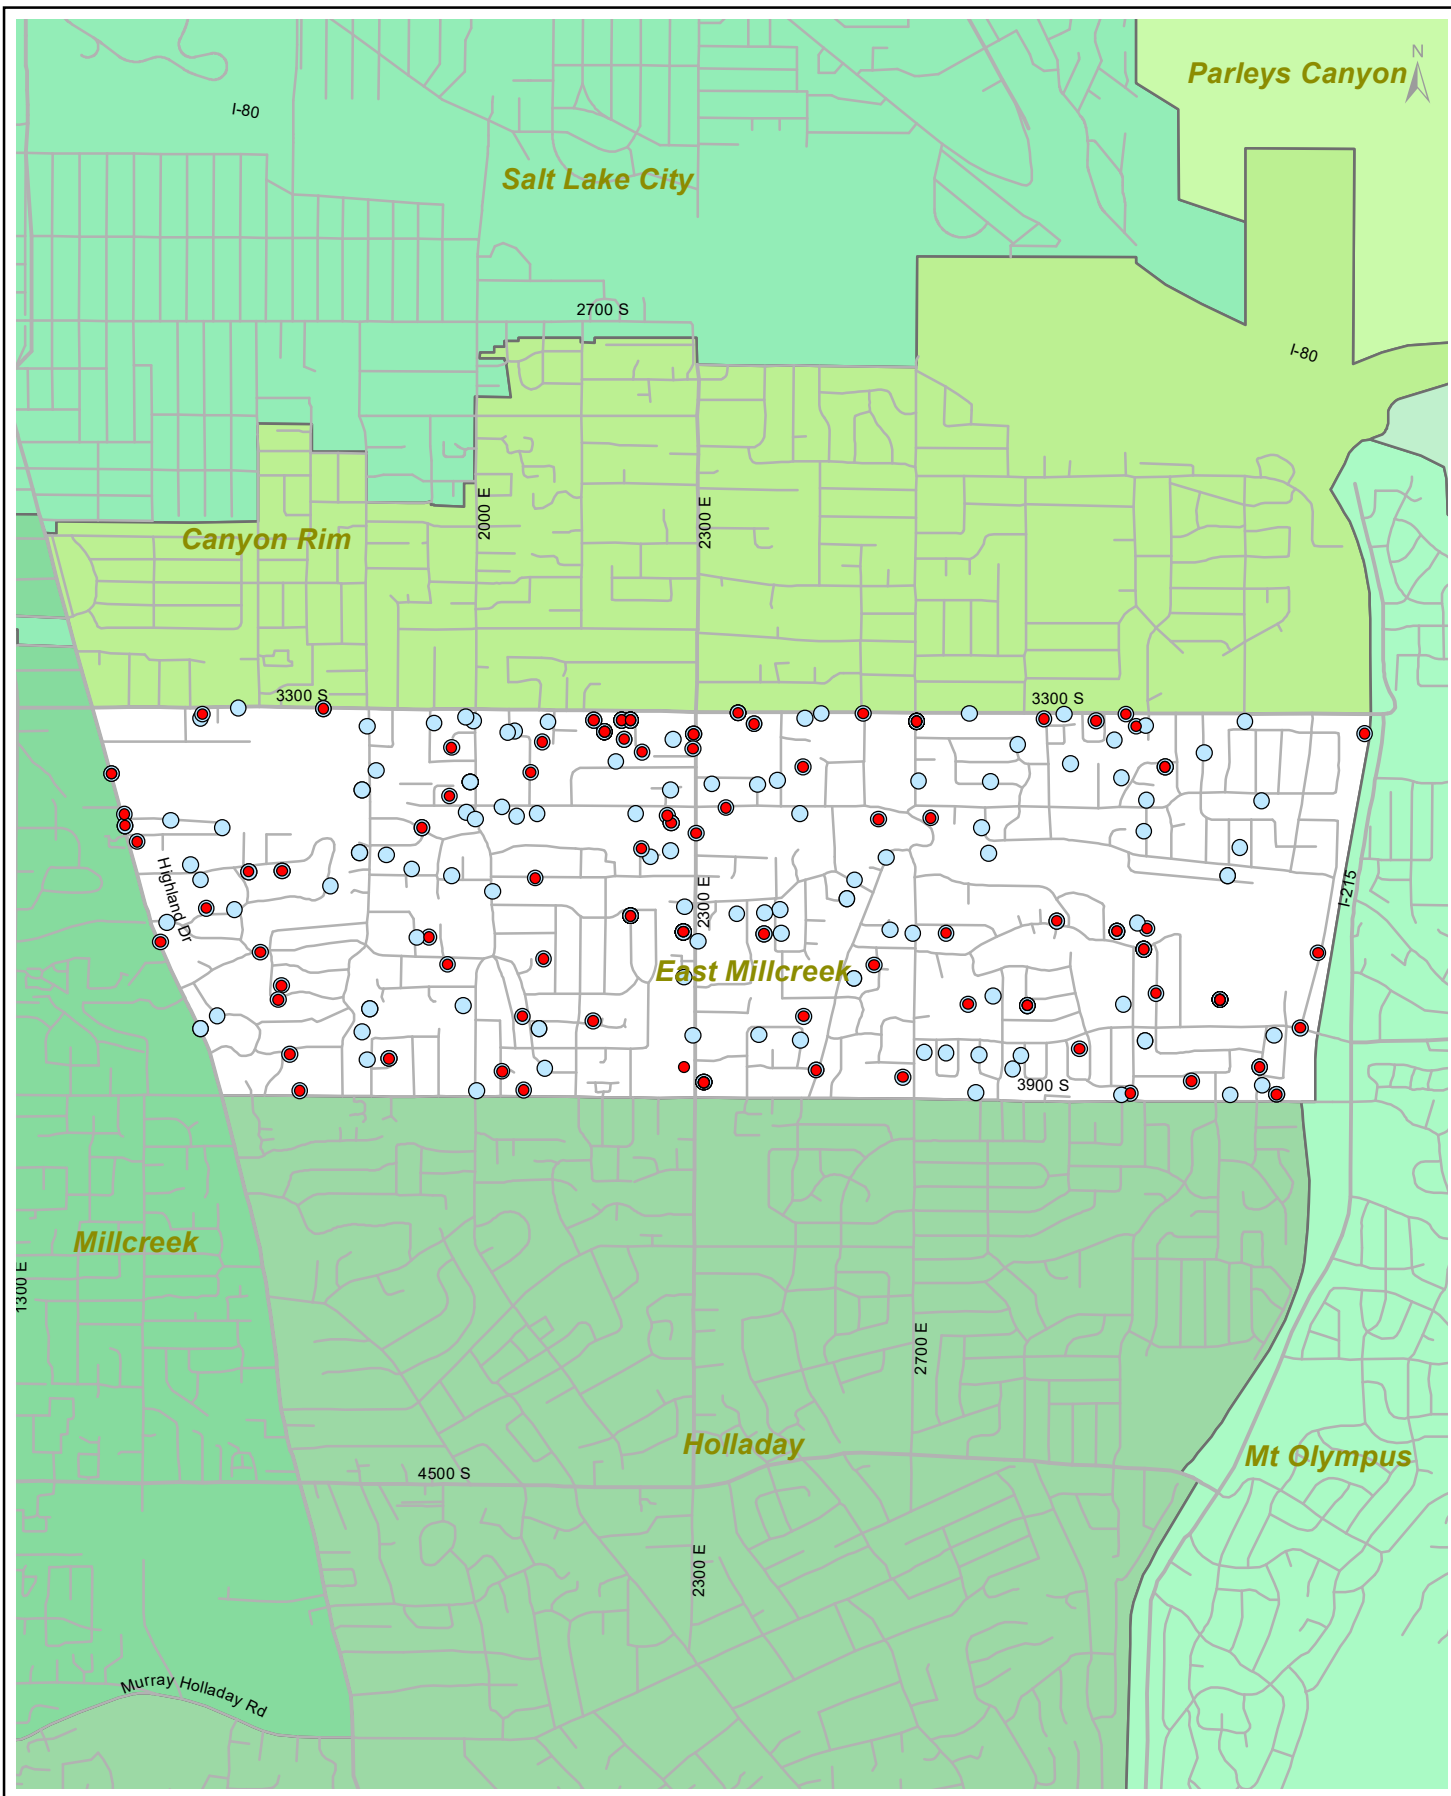 N
Parleys Canyon
I-80
Salt Lake City
2700 S
I-80
2000 E
2300 E
Canyon Rim
3300 S
3300 S
Highland Dr
2300 E
I-215
East Millcreek
3900 S
Millcreek
1300 E
2700 E
Holladay
Mt Olympus
4500 S
2300 E
Murray Holladay Rd